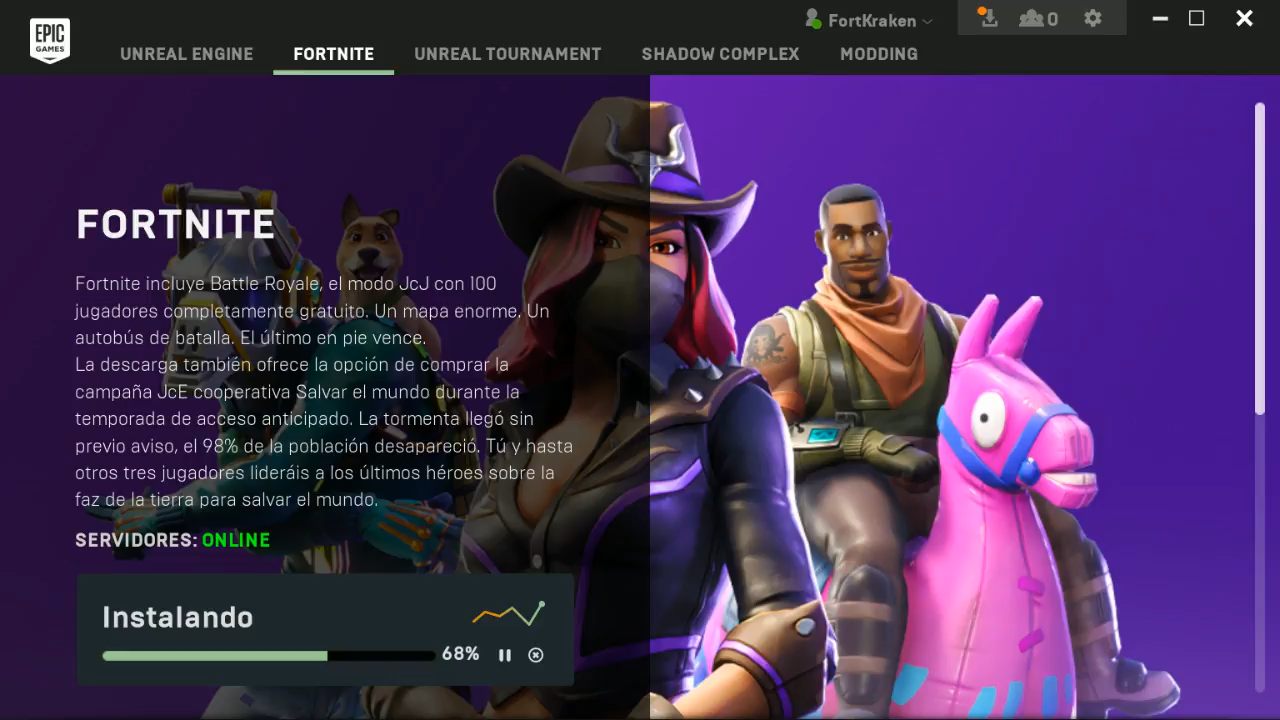 EPIC
GAMES
FortKraken
0
UNREAL ENGINE
FORTNITE
UNREAL TOURNAMENT
SHADOW COMPLEX
MODDING
FORTNITE
Fortnite incluye Battle Royale, el modo JcJ con 100
jugadores completamente gratuito. Un mapa enorme. Un
autobús de batalla. El último en pie vence.
La descarga también ofrece la opción de comprar la
campaña JcE cooperativa Salvar el mundo durante la
temporada de acceso anticipado. La tormenta llegó sin
previo aviso, el 98% de la población desapareció. Tú y hasta
otros tres jugadores lideráis a los últimos héroes sobre la
faz de la tierra para salvar el mundo.
SERVIDORES: ONLINE
Instalando
68%